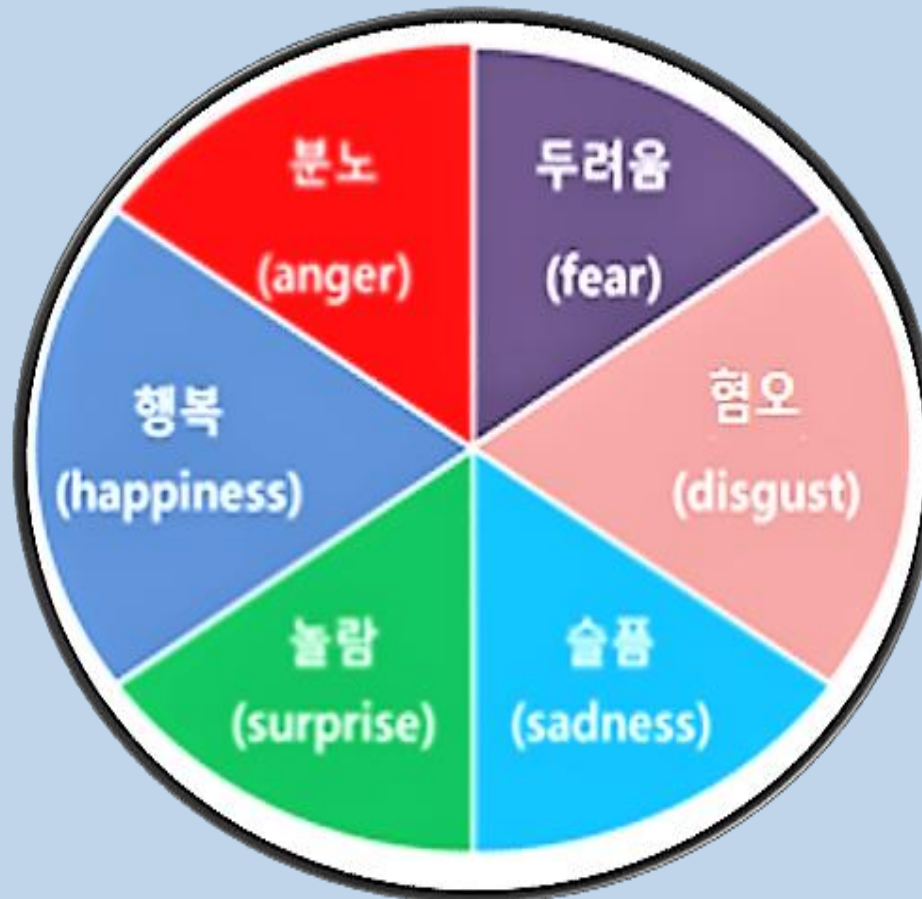 분노
(anger)
두려움
(fear)
혐오
(disgust)
슬픔
(sadness)
놀람
(surprise)
행복
(happiness)